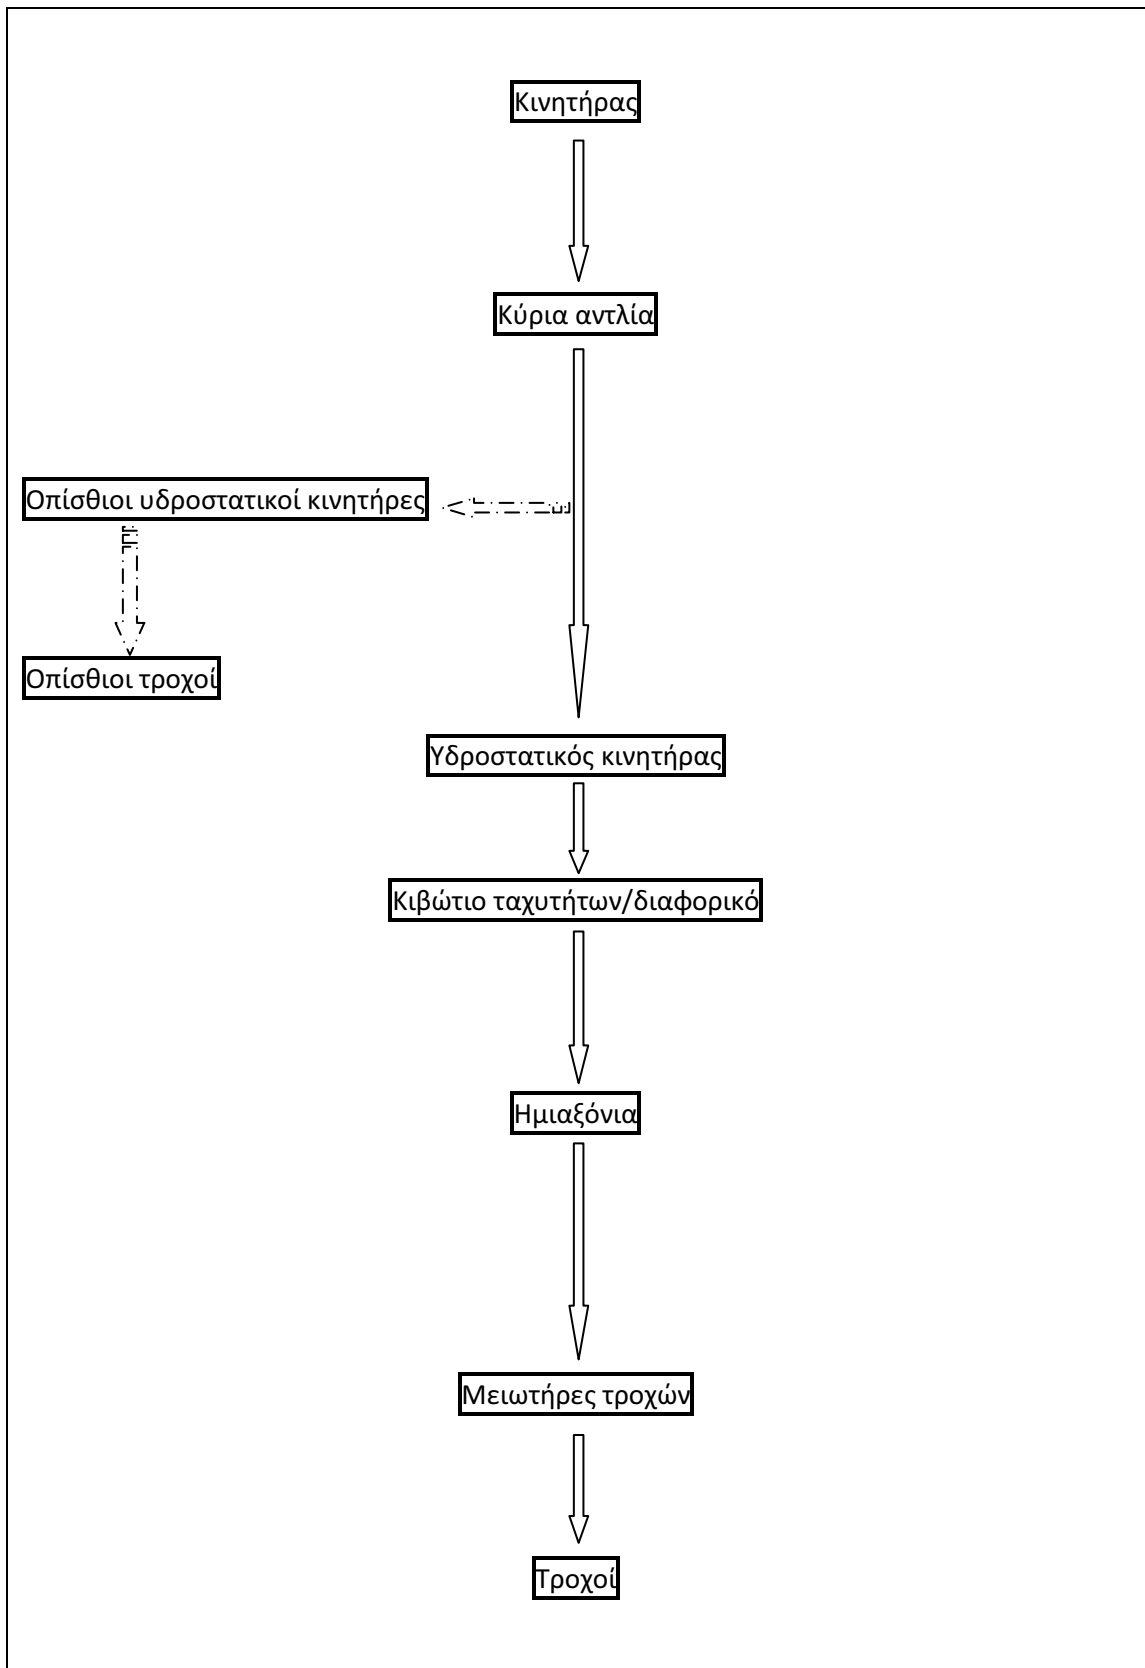 Κινητήρας
Κύρια αντλία
Οπίσθιοι υδροστατικοί κινητήρες
Οπίσθιοι τροχοί
Υδροστατικός κινητήρας
Κιβώτιο ταχυτήτων/διαφορικό
Ημιαξόνια
Μειωτήρες τροχών
Τροχοί